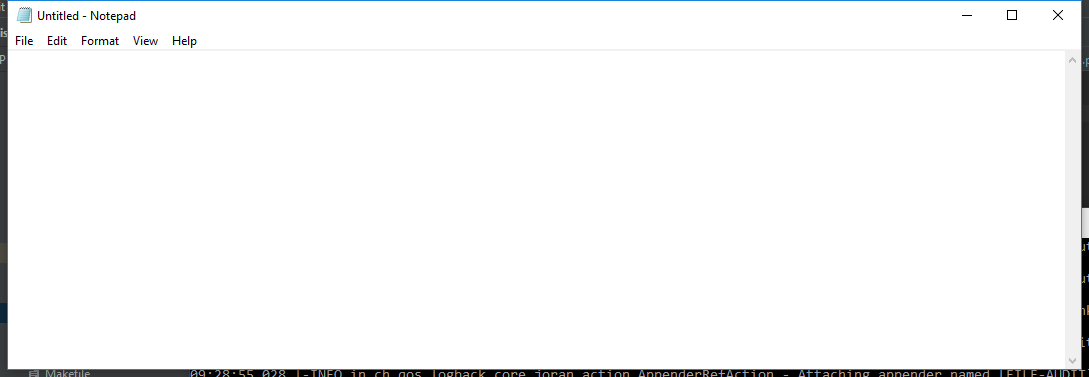 Untitled - Notepad
File Edit Format View Help
Makefile 09:28:55,028 |-INFO in ch.qos.logback.core.joran.action.AppenderRefAction - Attaching appender named [FILE-AUDIT